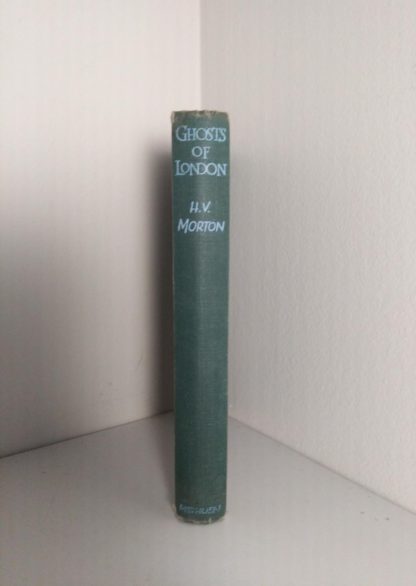 GHOSTS
OF
LONDON
H.V.
MORTON
METHUEN